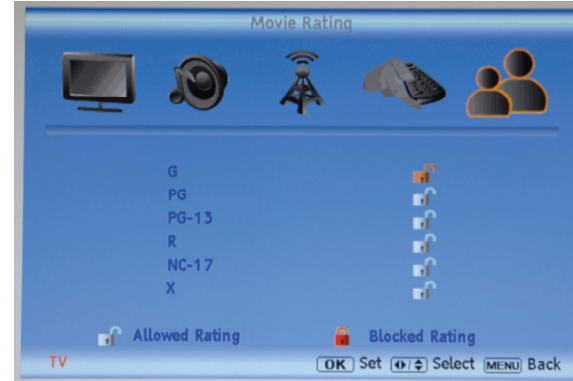 Movie Rating
G
PG
PG-13
R
NC-17
X
Allowed Rating Blocked Rating
TV OK Set Select MENU Back